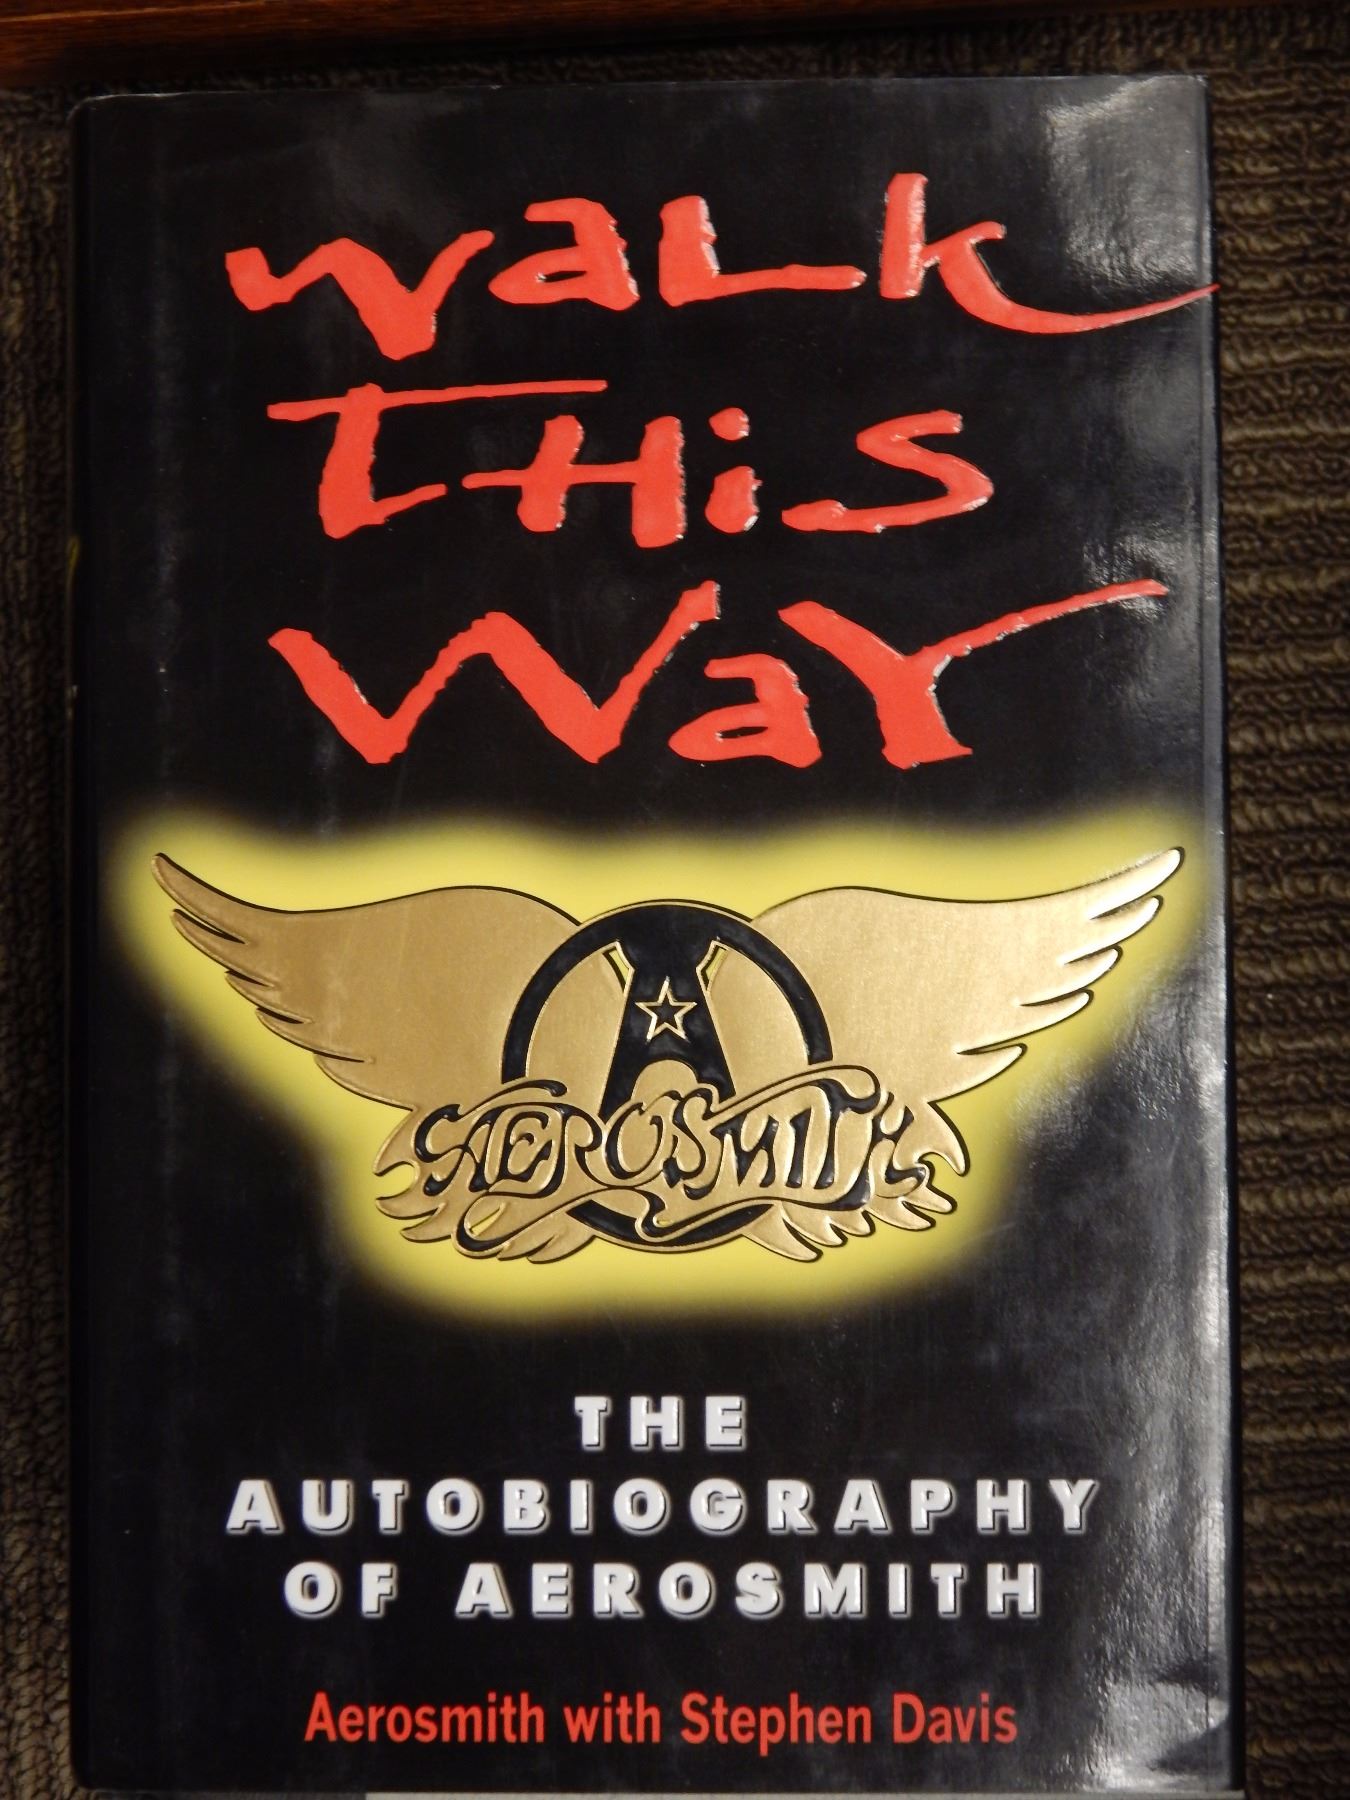 WaLk
THiS
WaY
AEROSMITH
THE
AUTOBIOGRAPHY
OF AEROSMITH
Aerosmith with Stephen Davis